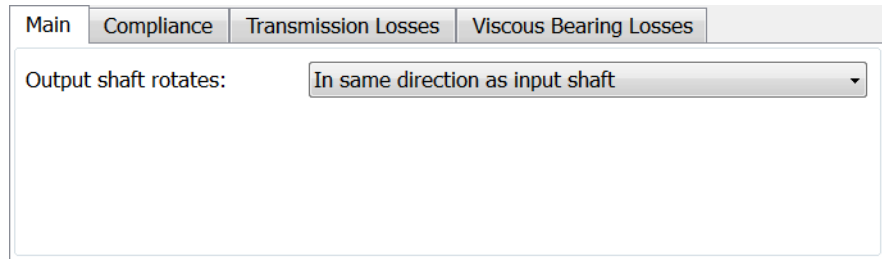 Main Compliance Transmission Losses Viscous Bearing Losses
Output shaft rotates: In same direction as input shaft